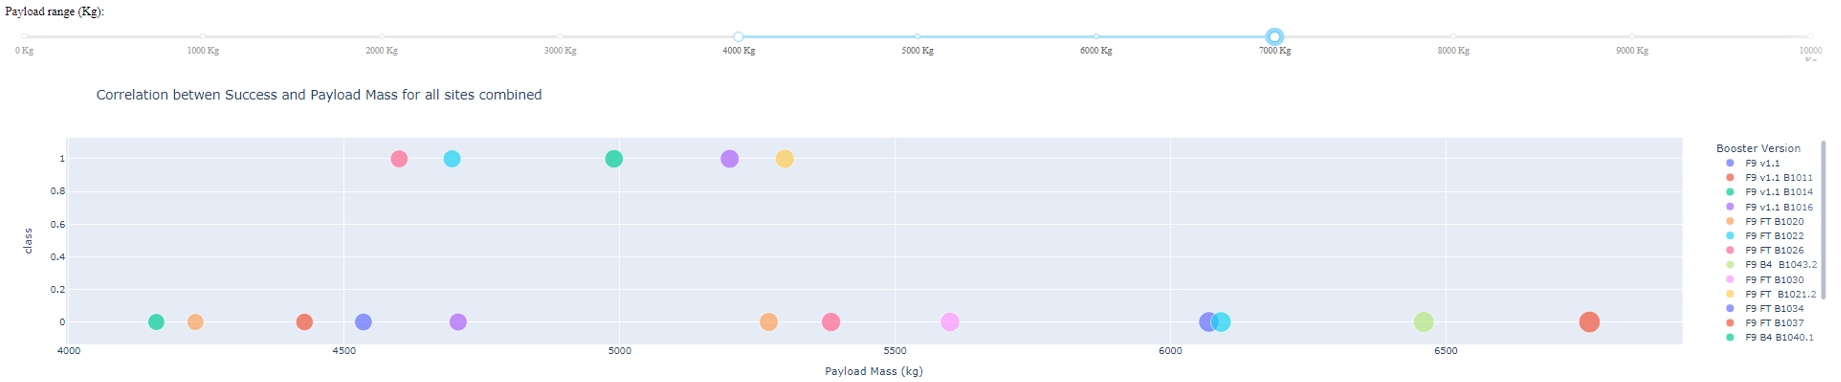 Payload range (Kg):
0 Kg 1000 Kg 2000 Kg 3000 Kg 4000 Kg 5000 Kg 6000 Kg 7000 Kg 8000 Kg 9000 Kg 10000
Correlation betwen Success and Payload Mass for all sites combined
1
0.8
0.6
0.4
0.2
0
class
4000 4500 5000 5500 6000 6500
Payload Mass (kg)
Booster Version
F9 v1.1
F9 v1.1 B1011
F9 v1.1 B1014
F9 v1.1 B1016
F9 FT B1020
F9 FT B1022
F9 FT B1026
F9 B4 B1043.2
F9 FT B1030
F9 FT B1021.2
F9 FT B1034
F9 FT B1037
F9 B4 B1040.1